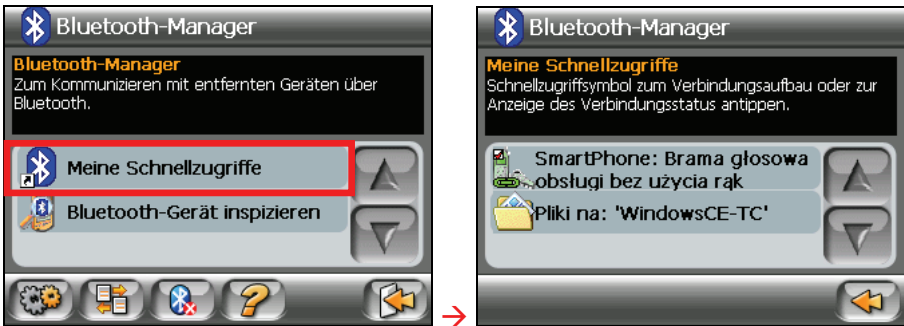 Bluetooth-Manager
Bluetooth-Manager
Zum Kommunizieren mit entfernten Geräten über
Bluetooth.
Meine Schnellzugriffe
Bluetooth-Gerät inspizieren
→
Bluetooth-Manager
Meine Schnellzugriffe
Schnellzugriffsymbol zum Verbindungsaufbau oder zur
Anzeige des Verbindungsstatus antippen.
SmartPhone: Brama głosowa
obsługi bez użycia rąk
Pliki na: 'WindowsCE-TC'